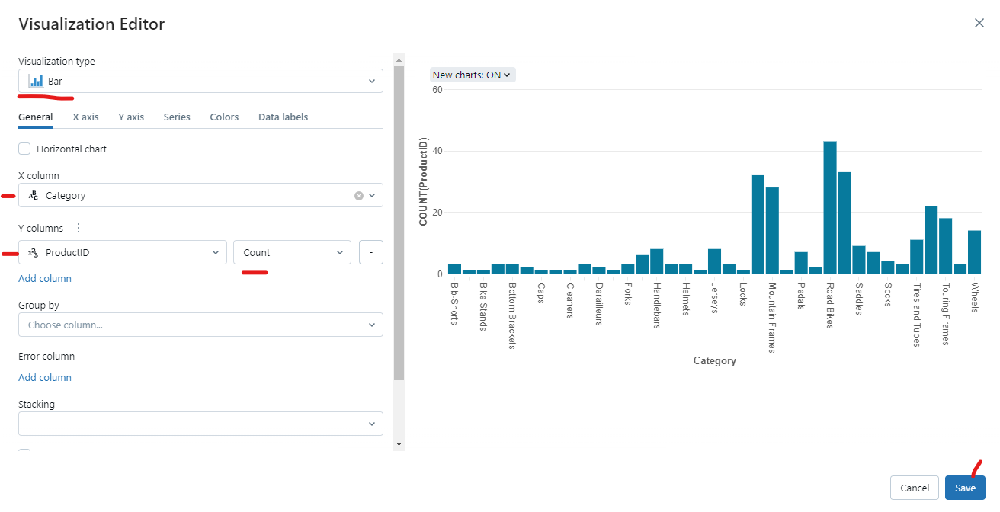 Visualization Editor
Visualization type
Bar
General X axis Y axis Series Colors Data labels
Horizontal chart
X column
Category
Y columns
ProductID Count -
Add column
Group by
Choose column...
Error column
Add column
Stacking
New charts: ON
60
40
20
0
COUNT(ProductID)
Bib-Shorts
Bike Stands
Bottom Brackets
Caps
Cleaners
Derailleurs
Forks
Handlebars
Helmets
Jerseys
Locks
Mountain Frames
Pedals
Road Bikes
Saddles
Socks
Tires and Tubes
Touring Frames
Wheels
Category
Cancel Save